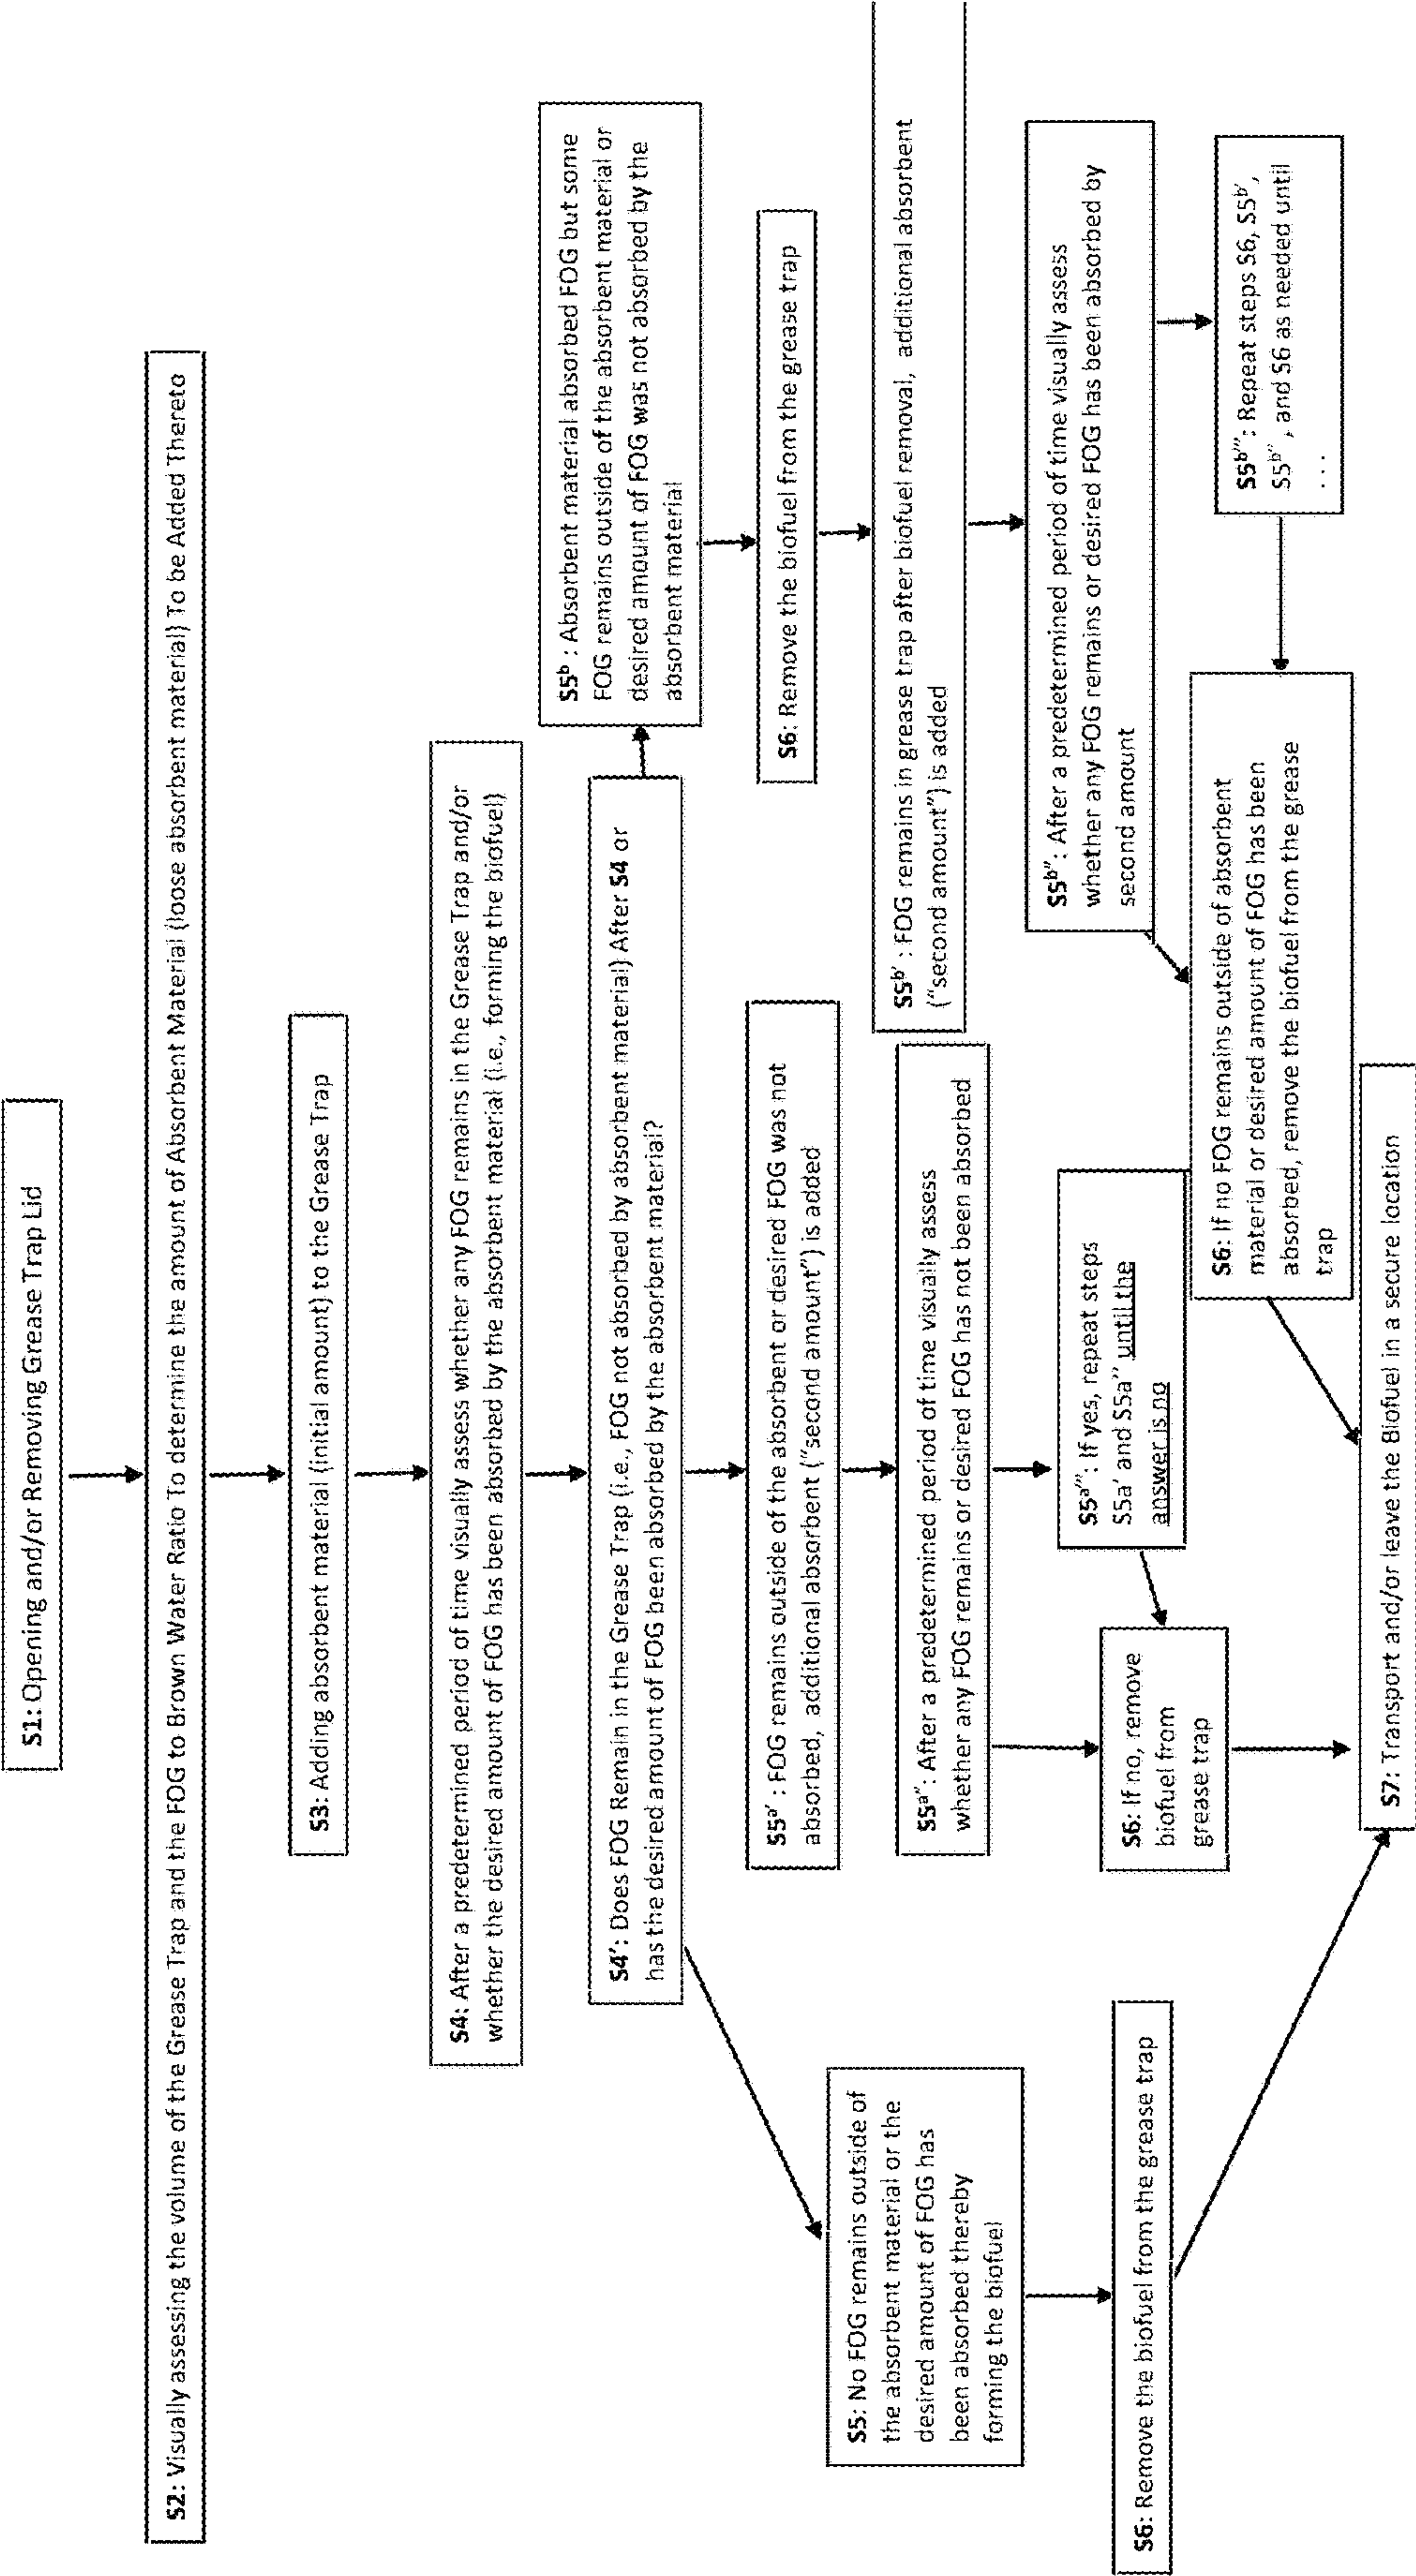 S1: Opening and/or Removing Grease Trap Lid
S2: Visually assessing the volume of the Grease Trap and the FOG to Brown Water Ratio To determine the amount of Absorbent Material (loose absorbent material) To be Added Thereto
S3: Adding absorbent material (initial amount) to the Grease Trap
S4: After a predetermined period of time visually assess whether any FOG remains in the Grease Trap and/or
whether the desired amount of FOG has been absorbed by the absorbent material (i.e., forming the biofuel)
S4': Does FOG Remain in the Grease Trap (i.e., FOG not absorbed by absorbent material) After S4 or
has the desired amount of FOG been absorbed by the absorbent material?
S5: No FOG remains outside of
the absorbent material or the
desired amount of FOG has
been absorbed thereby
forming the biofuel
S6: Remove the biofuel from the grease trap
S5a' : FOG remains outside of the absorbent or desired FOG was not
absorbed, additional absorbent ("second amount") is added
S5a'': After a predetermined period of time visually assess
whether any FOG remains or desired FOG has not been absorbed
S5a''': If yes, repeat steps
S5a' and S5a'' until the
answer is no
S6: If no, remove
biofuel from
grease trap
S5b : Absorbent material absorbed FOG but some
FOG remains outside of the absorbent material or
desired amount of FOG was not absorbed by the
absorbent material
S6: Remove the biofuel from the grease trap
S5b' : FOG remains in grease trap after biofuel removal, additional absorbent
("second amount") is added
S5b'': After a predetermined period of time visually assess
whether any FOG remains or desired FOG has been absorbed by
second amount
S5b''': Repeat steps S6, S5b',
S5b'', and S6 as needed until
. . .
S6: If no FOG remains outside of absorbent
material or desired amount of FOG has been
absorbed, remove the biofuel from the grease
trap
S7: Transport and/or leave the Biofuel in a secure location